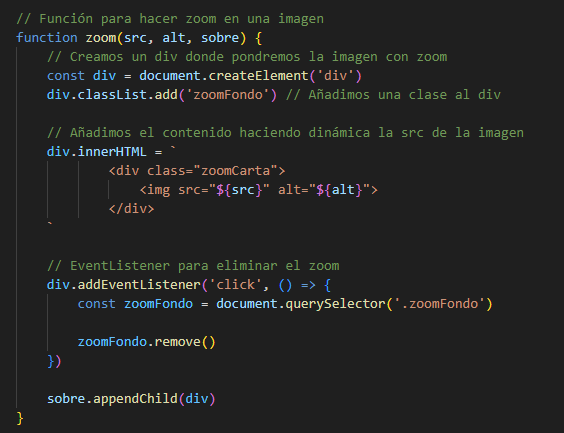 // Función para hacer zoom en una imagen
function zoom(src, alt, sobre) {
    // Creamos un div donde pondremos la imagen con zoom
    const div = document.createElement('div')
    div.classList.add('zoomFondo') // Añadimos una clase al div

    // Añadimos el contenido haciendo dinámica la src de la imagen
    div.innerHTML = `
            <div class="zoomCarta">
                <img src="${src}" alt="${alt}">
            </div>
    `

    // EventListener para eliminar el zoom
    div.addEventListener('click', () => {
        const zoomFondo = document.querySelector('.zoomFondo')

        zoomFondo.remove()
    })

    sobre.appendChild(div)
}